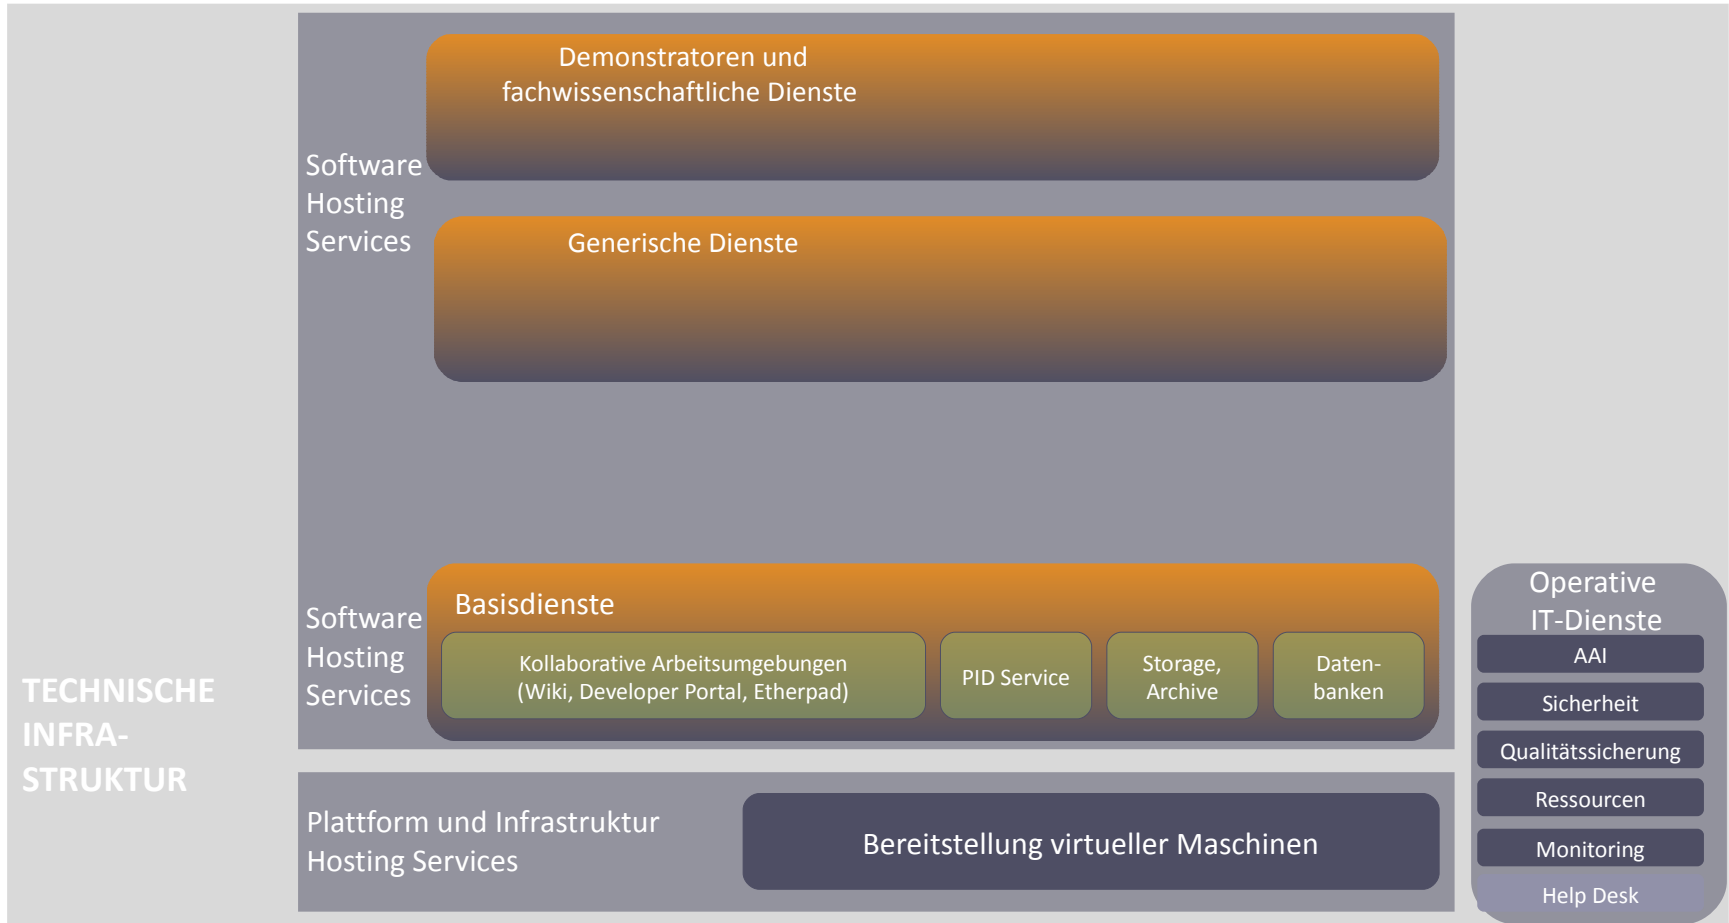 Demonstratoren und
fachwissenschaftliche Dienste
Software
Hosting
Services
Generische Dienste
Basisdienste
Software
Hosting
Services
Kollaborative Arbeitsumgebungen
(Wiki, Developer Portal, Etherpad)
PID Service
Storage,
Archive
Daten-
banken
TECHNISCHE
INFRA-
STRUKTUR
Plattform und Infrastruktur
Hosting Services
Bereitstellung virtueller Maschinen
Operative
IT-Dienste
AAI
Sicherheit
Qualitätssicherung
Ressourcen
Monitoring
Help Desk